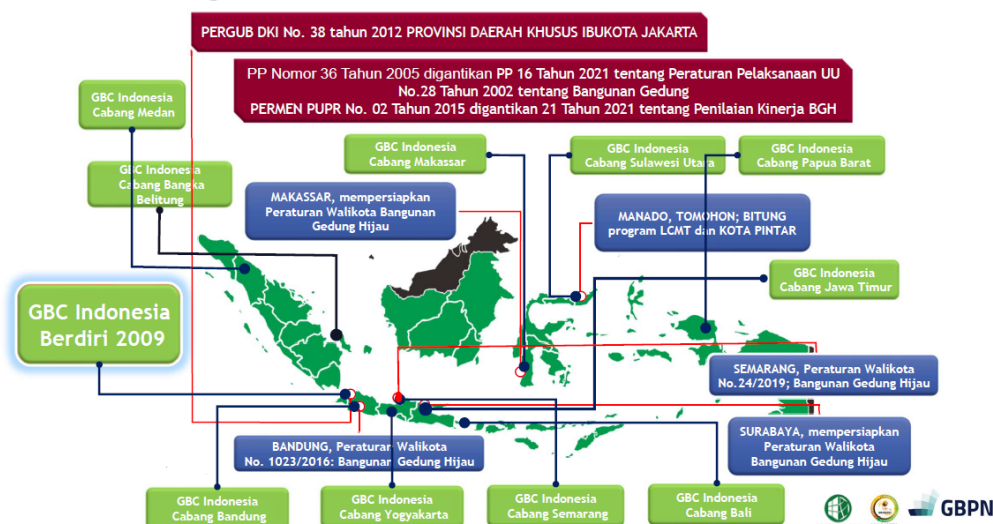 PERGUB DKI No. 38 tahun 2012 PROVINSI DAERAH KHUSUS IBUKOTA JAKARTA
PP Nomor 36 Tahun 2005 digantikan PP 16 Tahun 2021 tentang Peraturan Pelaksanaan UU
No.28 Tahun 2002 tentang Bangunan Gedung
PERMEN PUPR No. 02 Tahun 2015 digantikan 21 Tahun 2021 tentang Penilaian Kinerja BGH
GBC Indonesia
Cabang Medan
GBC Indonesia
Cabang Makassar
GBC Indonesia
Cabang Sulawesi Utara
GBC Indonesia
Cabang Papua Barat
GBC Indonesia
Cabang Bangka
Belitung
MAKASSAR, mempersiapkan
Peraturan Walikota Bangunan
Gedung Hijau
MANADO, TOMOHON; BITUNG
program LCMT dan KOTA PINTAR
GBC Indonesia
Cabang Jawa Timur
GBC Indonesia
Berdiri 2009
SEMARANG, Peraturan Walikota
No.24/2019; Bangunan Gedung Hijau
BANDUNG, Peraturan Walikota
No. 1023/2016: Bangunan Gedung Hijau
SURABAYA, mempersiapkan
Peraturan Walikota
Bangunan Gedung Hijau
GBC Indonesia
Cabang Bandung
GBC Indonesia
Cabang Yogyakarta
GBC Indonesia
Cabang Semarang
GBC Indonesia
Cabang Bali
GBPN